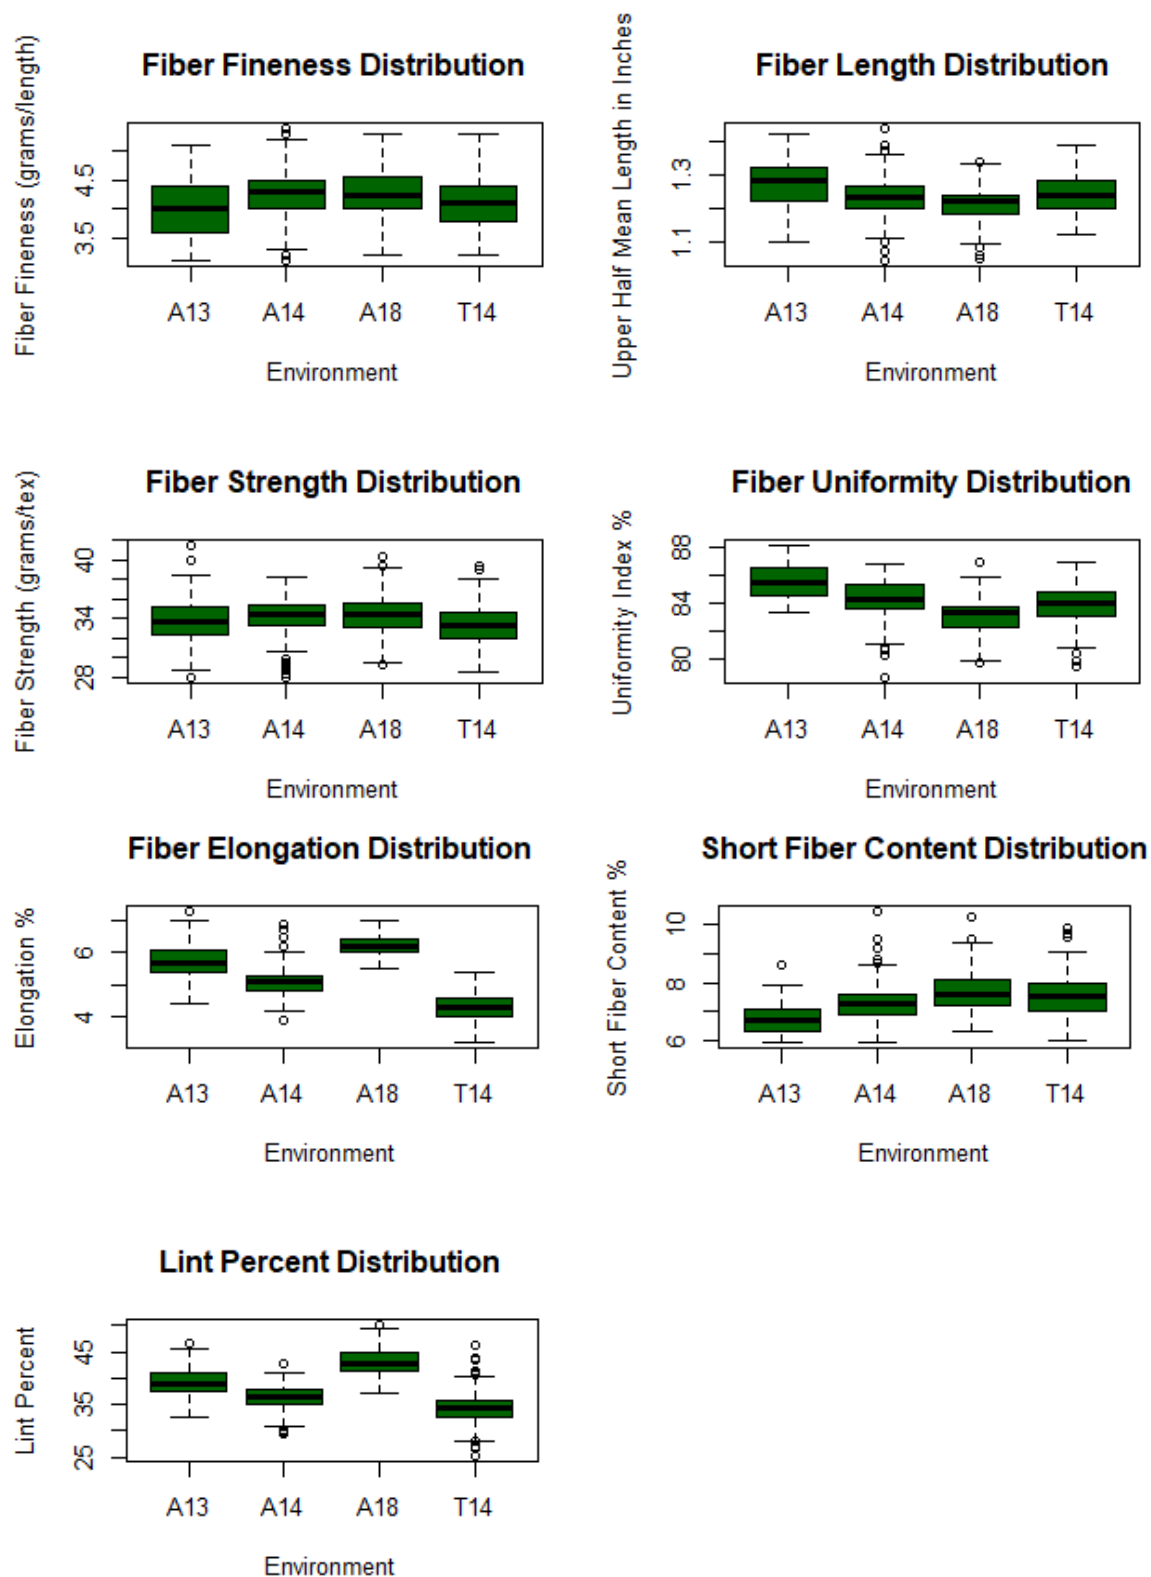 Fiber Fineness Distribution
Fiber Fineness (grams/length)
4.5
3.5
A13 A14 A18 T14
Environment
Fiber Length Distribution
Upper Half Mean Length in Inches
1.3
1.1
A13 A14 A18 T14
Environment
Fiber Strength Distribution
Fiber Strength (grams/tex)
40
34
28
A13 A14 A18 T14
Environment
Fiber Uniformity Distribution
Uniformity Index %
88
84
80
A13 A14 A18 T14
Environment
Fiber Elongation Distribution
Elongation %
6
4
A13 A14 A18 T14
Environment
Short Fiber Content Distribution
Short Fiber Content %
10
8
6
A13 A14 A18 T14
Environment
Lint Percent Distribution
Lint Percent
45
35
25
A13 A14 A18 T14
Environment